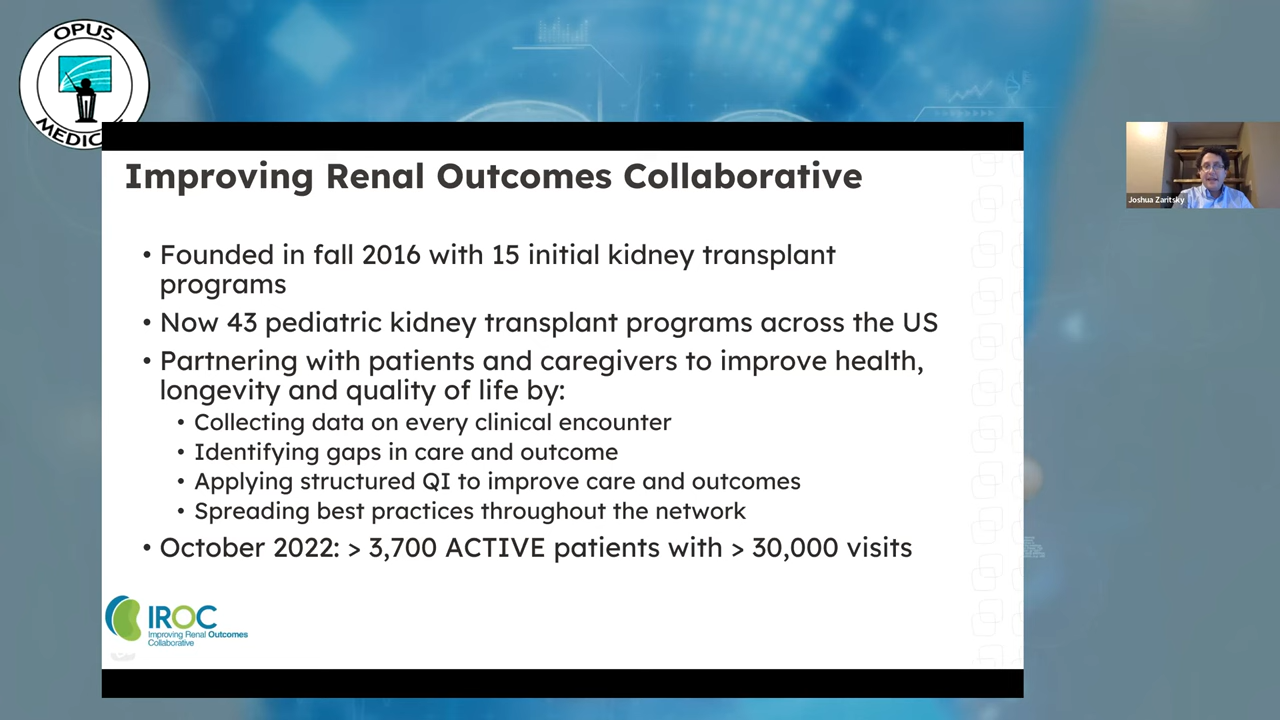 OPUS
MEDIC
Improving Renal Outcomes Collaborative
• Founded in fall 2016 with 15 initial kidney transplant
programs
• Now 43 pediatric kidney transplant programs across the US
• Partnering with patients and caregivers to improve health,
longevity and quality of life by:
• Collecting data on every clinical encounter
• Identifying gaps in care and outcome
• Applying structured QI to improve care and outcomes
• Spreading best practices throughout the network
• October 2022: > 3,700 ACTIVE patients with > 30,000 visits
IROC
Improving Renal Outcomes
Collaborative
Joshua Zaritsky